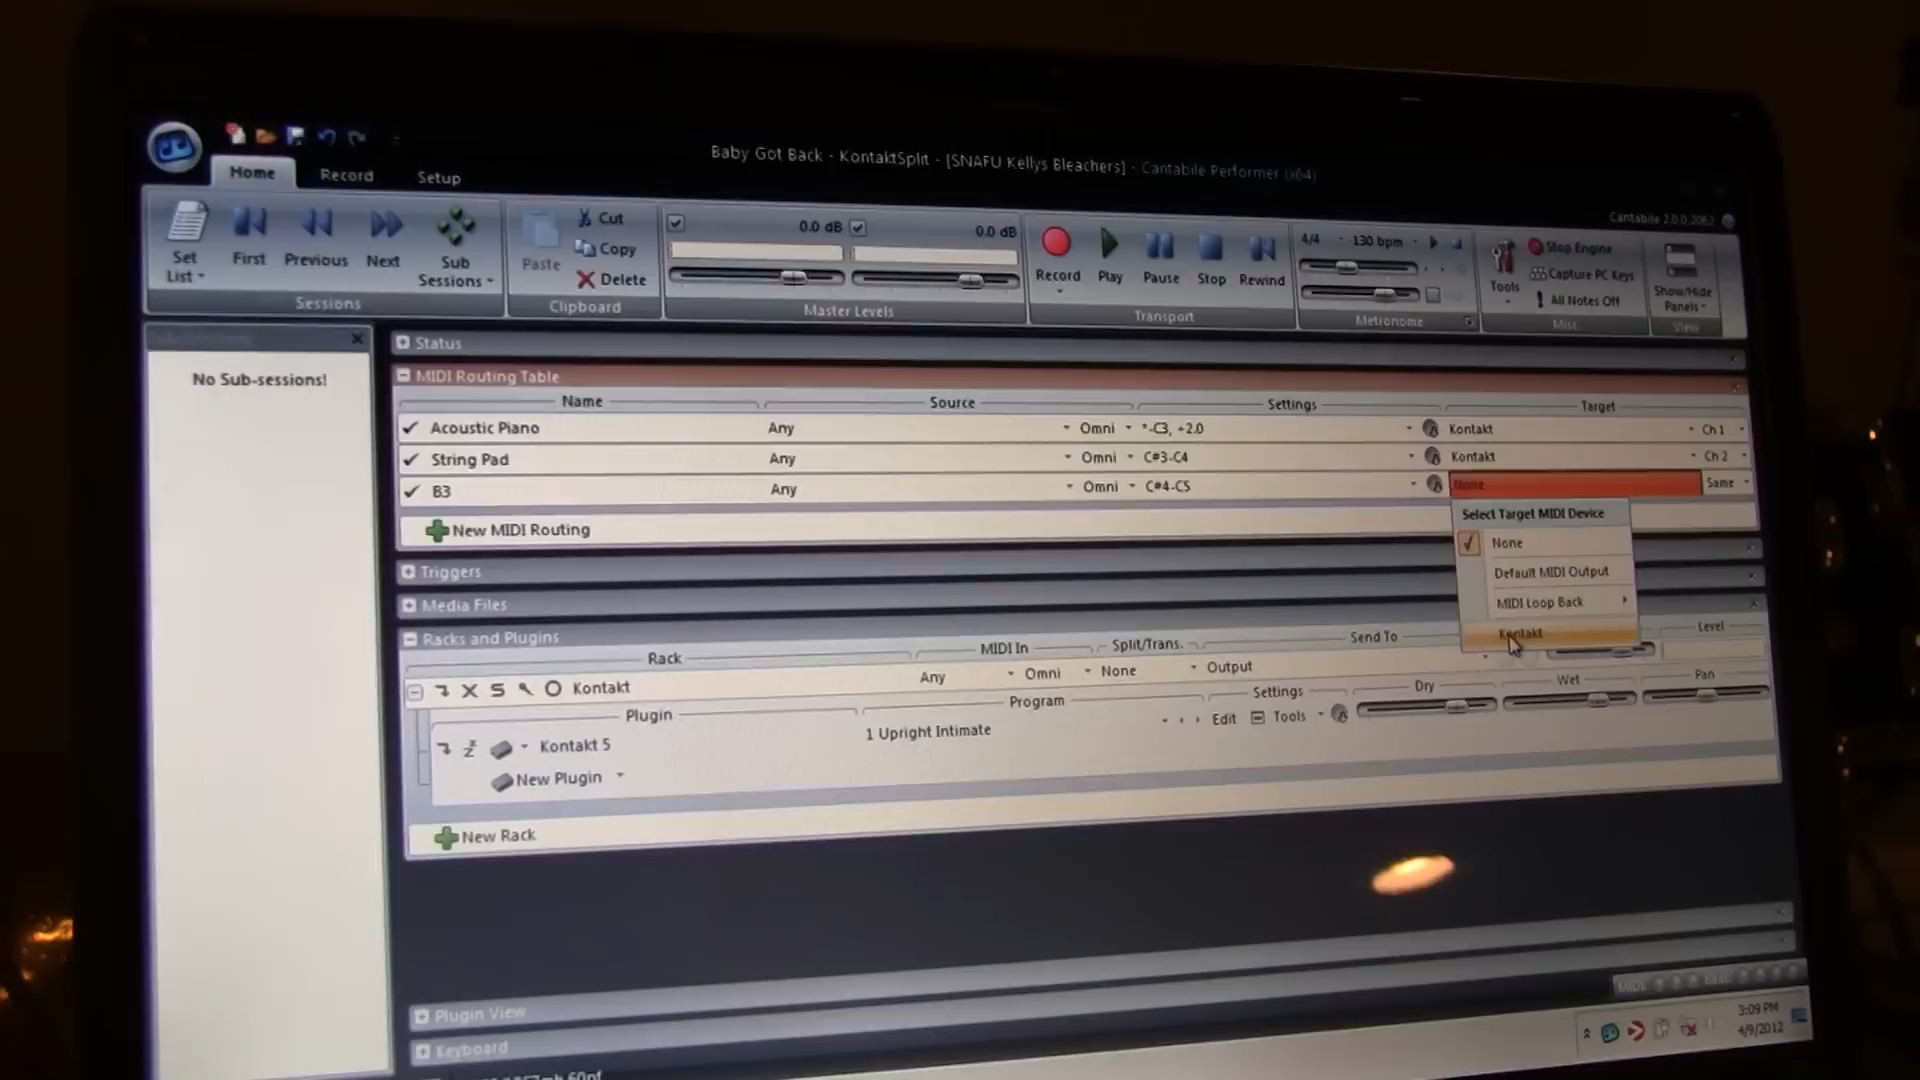 Baby Got Back - KontaktSplit - [SNAFU Kellys Bleachers] - Cantabile Performer (x64)
Home Record Setup
Cantabile 2.0.0.2062
Set List
First
Previous
Next
Sub Sessions
Sessions
Paste
Cut
Copy
Delete
Clipboard
0.0 dB
0.0 dB
Master Levels
Record
Play
Pause
Stop
Rewind
Transport
4/4 130 bpm
Metronome
Tools
Stop Engine
Capture PC Keys
All Notes Off
Misc
Show/Hide Panels
View
No Sub-sessions!
Status
MIDI Routing Table
Name Source Settings Target
Acoustic Piano Any Omni *-C3, +2.0 Kontakt Ch 1
String Pad Any Omni C#3-C4 Kontakt Ch 2
B3 Any Omni C#4-C5 None Same
New MIDI Routing
Select Target MIDI Device
None
Default MIDI Output
MIDI Loop Back
Kontakt
Triggers
Media Files
Racks and Plugins
Rack MIDI In Split/Trans. Send To Level
X S Kontakt Any Omni None Output
Plugin Program Settings Dry Wet Pan
Kontakt 5 1 Upright Intimate Edit Tools
New Plugin
New Rack
Plugin View
Keyboard
3:09 PM
4/9/2012